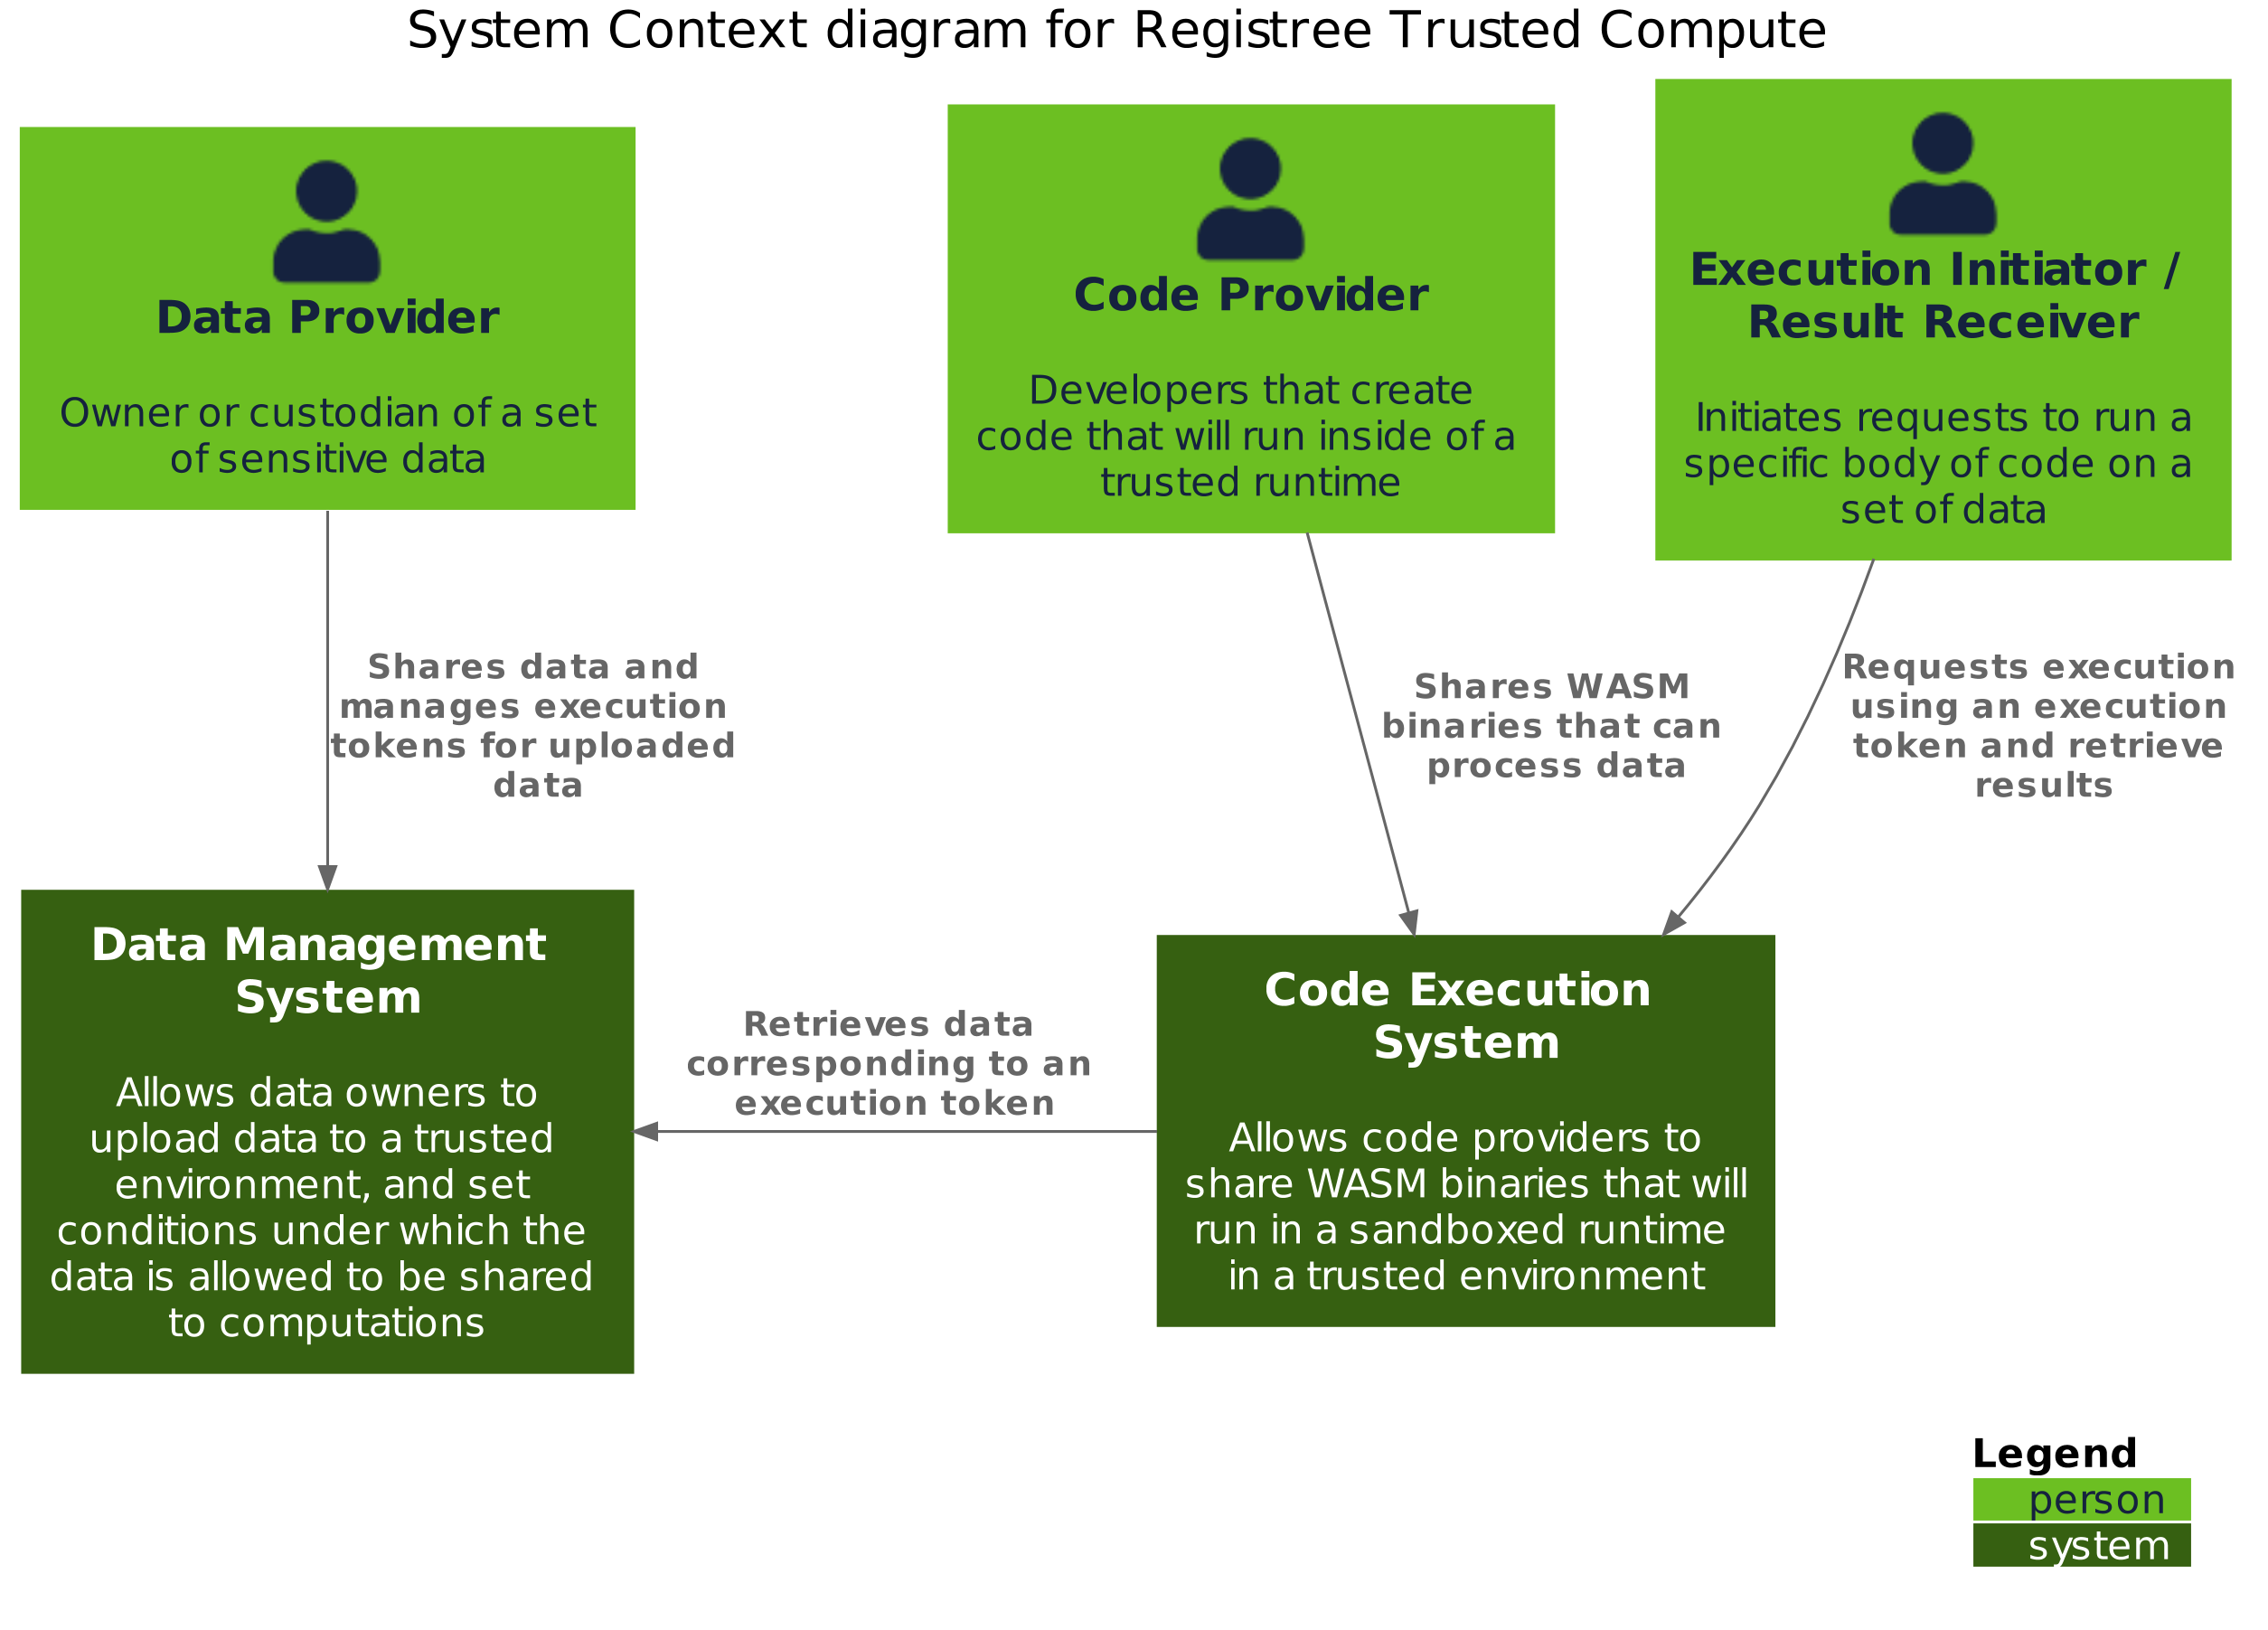 System Context diagram for Registree Trusted Compute
Data Provider
Owner or custodian of a set
of sensitive data
Code Provider
Developers that create
code that will run inside of a
trusted runtime
Execution Initiator /
Result Receiver
Initiates requests to run a
specific body of code on a
set of data
Shares data and
manages execution
tokens for uploaded
data
Shares WASM
binaries that can
process data
Requests execution
using an execution
token and retrieve
results
Data Management
System
Allows data owners to
upload data to a trusted
environment, and set
conditions under which the
data is allowed to be shared
to computations
Retrieves data
corresponding to an
execution token
Code Execution
System
Allows code providers to
share WASM binaries that will
run in a sandboxed runtime
in a trusted environment
Legend
person
system